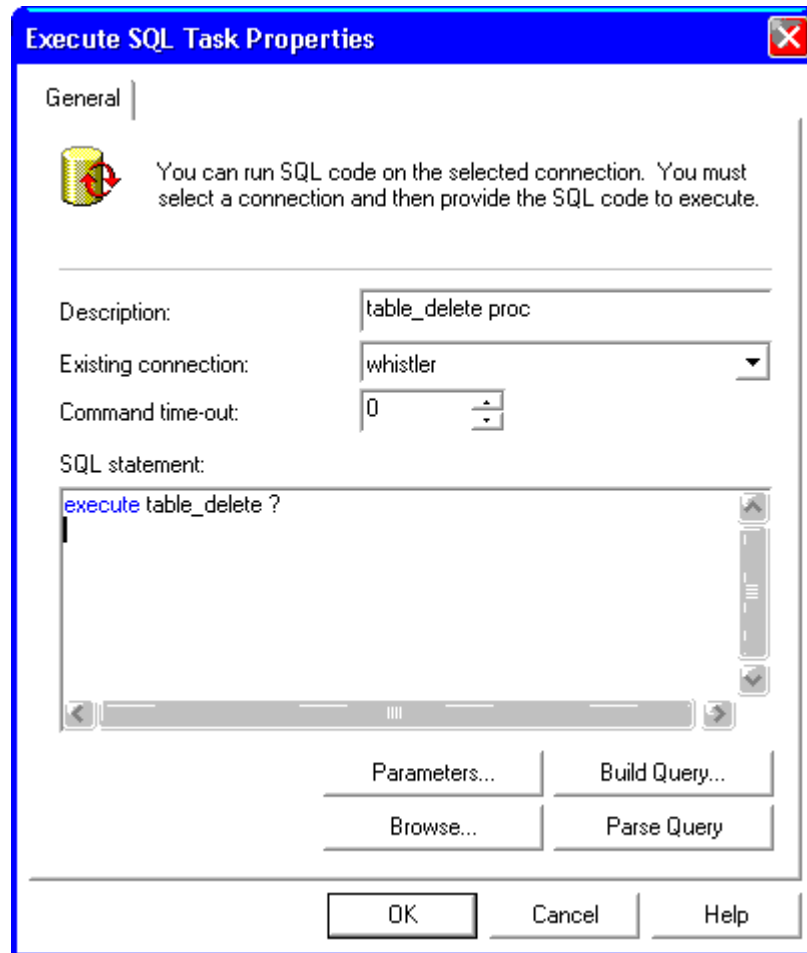 Execute SQL Task Properties
General
You can run SQL code on the selected connection.  You must
select a connection and then provide the SQL code to execute.
Description:
table_delete proc
Existing connection:
whistler
Command time-out:
0
SQL statement:
execute table_delete ?
Parameters...
Build Query...
Browse...
Parse Query
OK
Cancel
Help